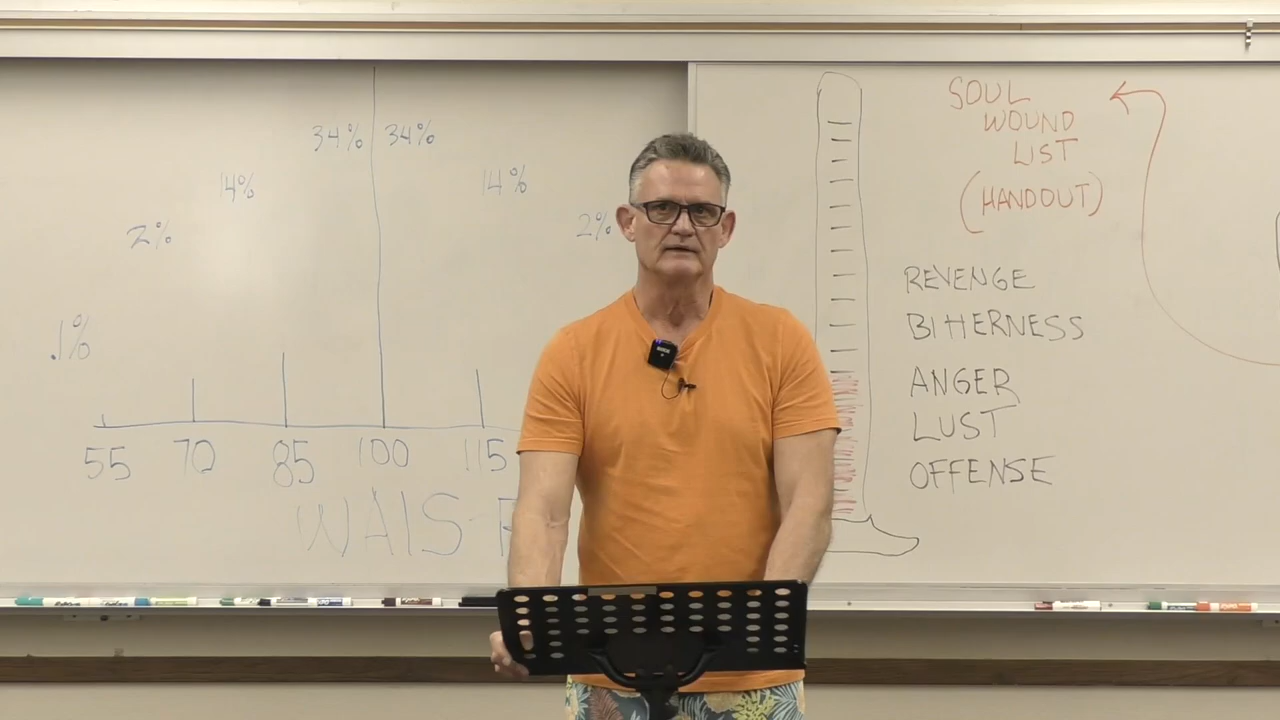 34% 34%
14% 14%
2% 2%
.1%
55 70 85 100 115
WAIS-R
SOUL
WOUND
LIST
(HANDOUT)
REVENGE
BITTERNESS
ANGER
LUST
OFFENSE